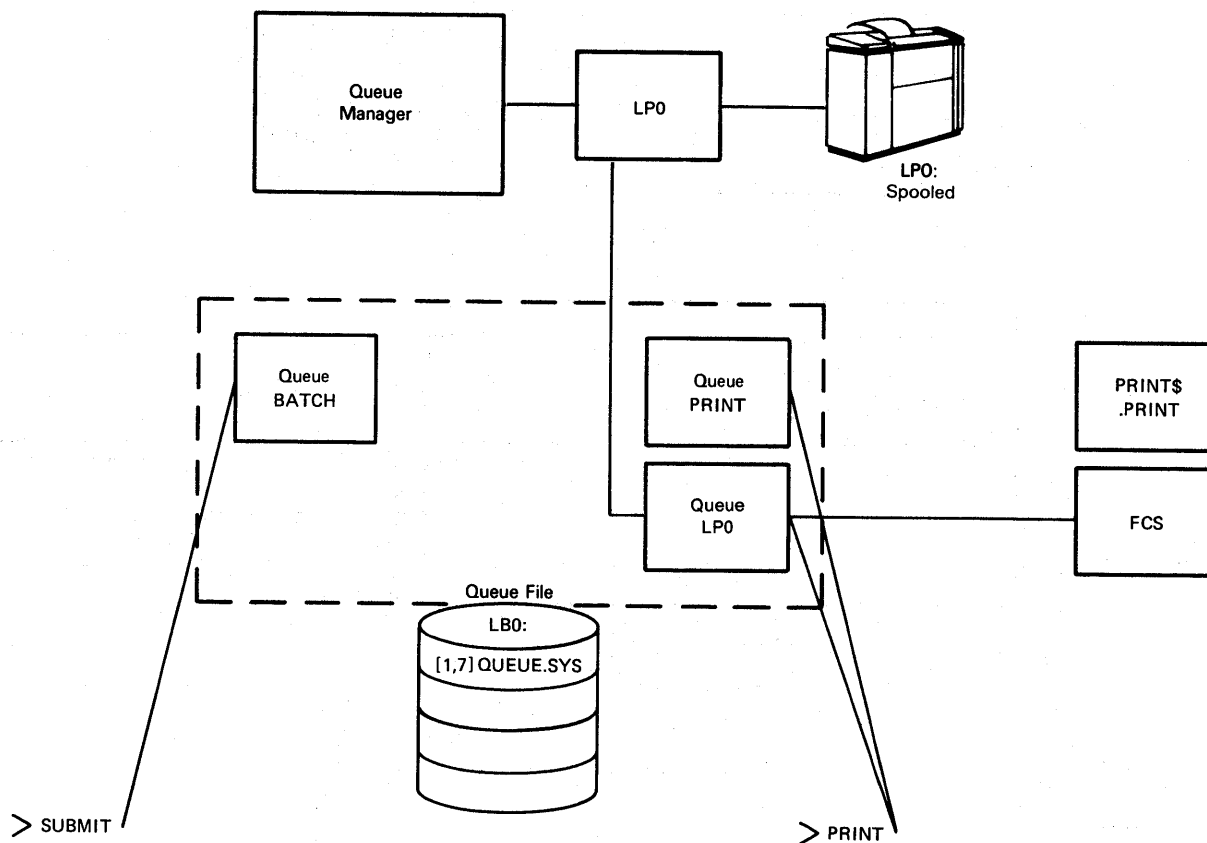 Queue
Manager
LP0
LP0:
Spooled
Queue
BATCH
Queue
PRINT
PRINT$
.PRINT
Queue
LP0
FCS
Queue File
LB0:
[1,7] QUEUE.SYS
> SUBMIT
> PRINT